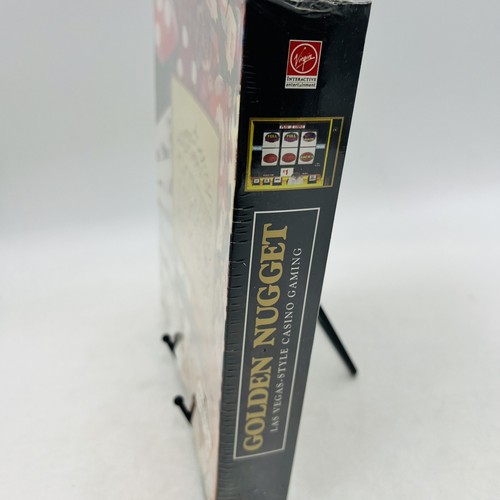 Virgin
INTERACTIVE
entertainment
GOLDEN·NUGGET
LAS VEGAS-STYLE CASINO GAMING